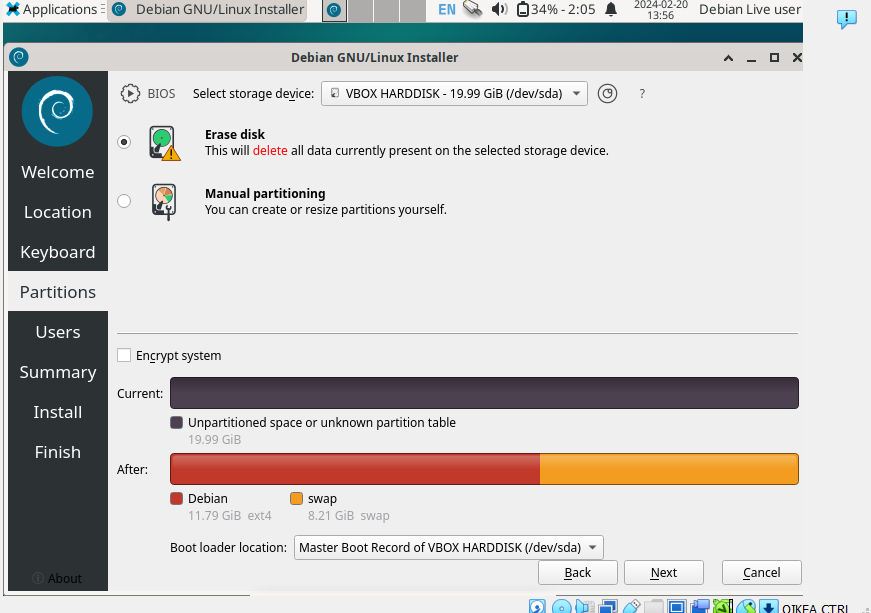 Applications
Debian GNU/Linux Installer
EN
34% - 2:05
2024-02-20
13:56
Debian Live user
Debian GNU/Linux Installer
BIOS
Select storage device:
VBOX HARDDISK - 19.99 GiB (/dev/sda)
?
Erase disk
This will delete all data currently present on the selected storage device.
Manual partitioning
You can create or resize partitions yourself.
Welcome
Location
Keyboard
Partitions
Users
Summary
Install
Finish
About
Encrypt system
Current:
Unpartitioned space or unknown partition table
19.99 GiB
After:
Debian
11.79 GiB ext4
swap
8.21 GiB swap
Boot loader location:
Master Boot Record of VBOX HARDDISK (/dev/sda)
Back
Next
Cancel
ΔΕΞΙΑ CTRL